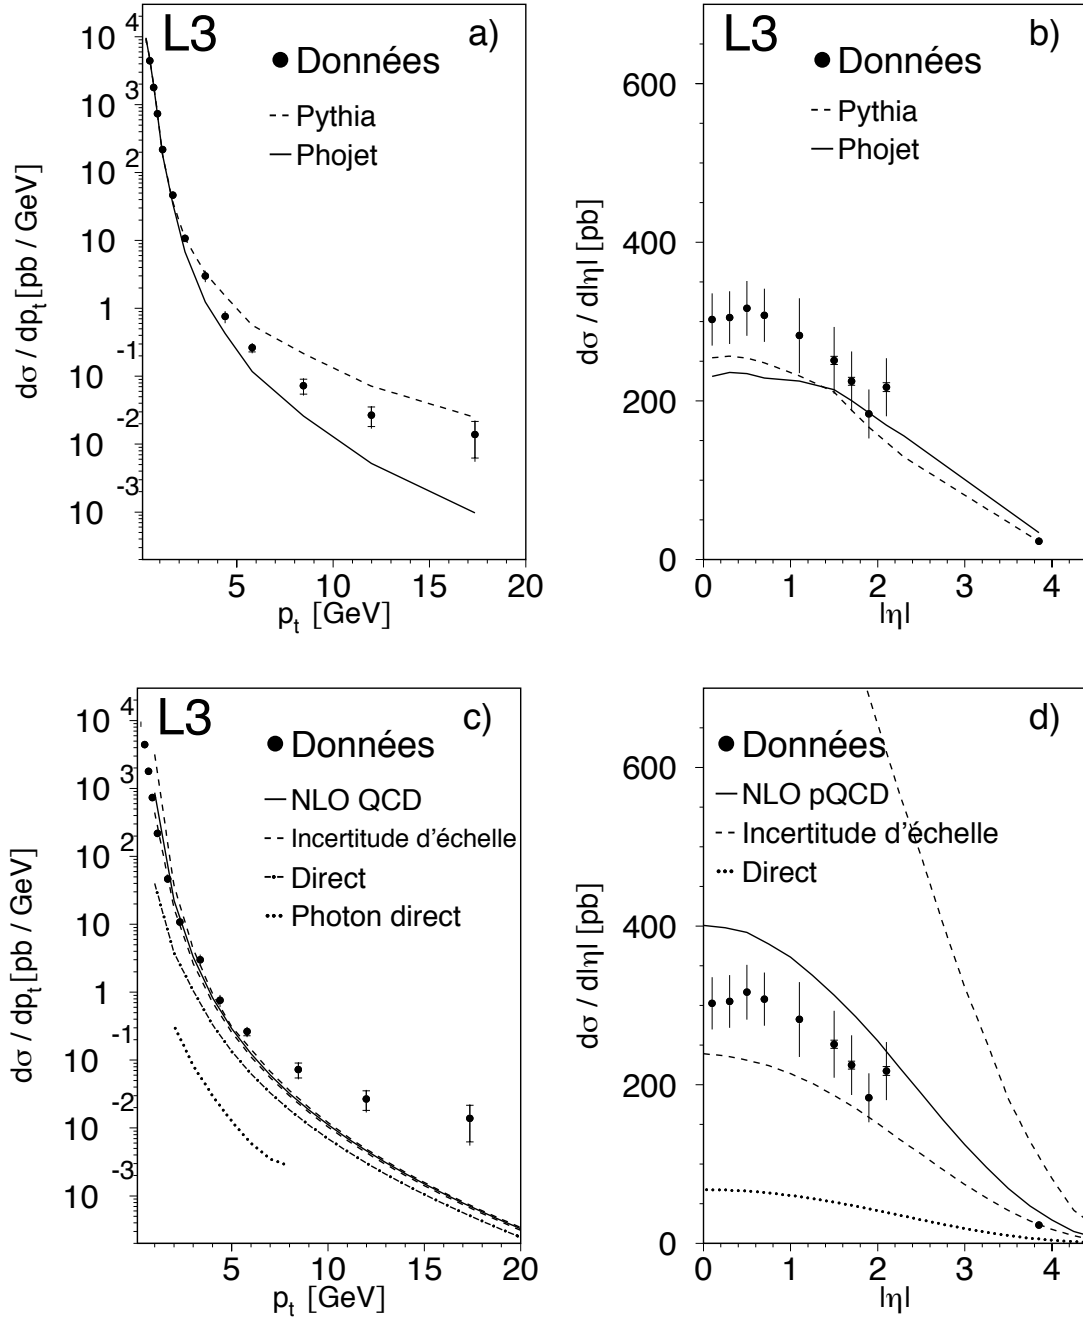 L3 a)
Données
Pythia
Phojet
10 4
10 3
10 2
10
1
10 -1
10 -2
10 -3
dσ / dpt [pb / GeV]
5 10 15 20
pt [GeV]
L3 b)
Données
Pythia
Phojet
600
400
200
0
dσ / d|η| [pb]
0 1 2 3 4
|η|
L3 c)
Données
NLO QCD
Incertitude d'échelle
Direct
Photon direct
10 4
10 3
10 2
10
1
10 -1
10 -2
10 -3
dσ / dpt [pb / GeV]
5 10 15 20
pt [GeV]
d)
Données
NLO pQCD
Incertitude d'échelle
Direct
600
400
200
0
dσ / d|η| [pb]
0 1 2 3 4
|η|